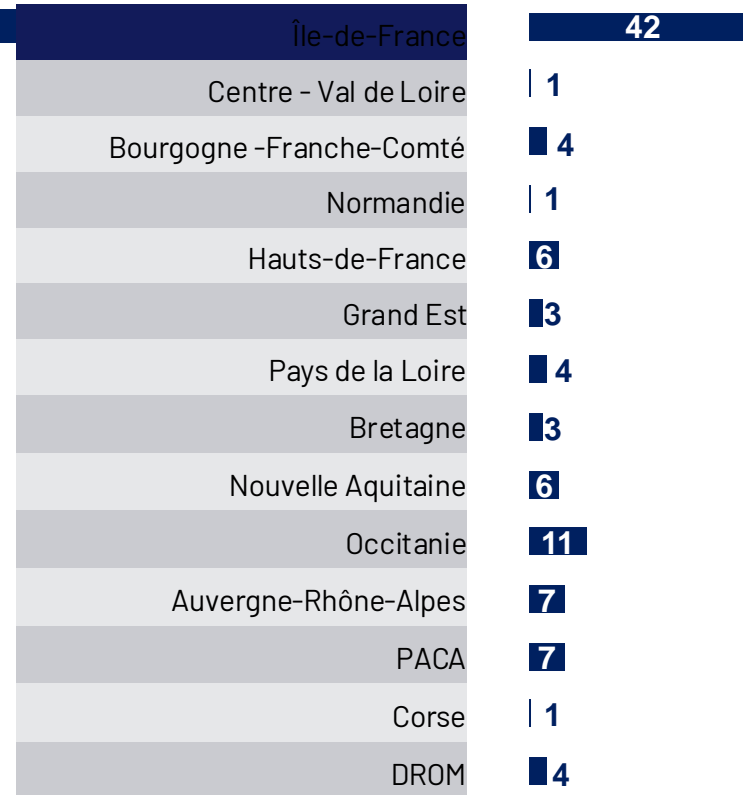 Île-de-France 42
Centre - Val de Loire 1
Bourgogne -Franche-Comté 4
Normandie 1
Hauts-de-France 6
Grand Est 3
Pays de la Loire 4
Bretagne 3
Nouvelle Aquitaine 6
Occitanie 11
Auvergne-Rhône-Alpes 7
PACA 7
Corse 1
DROM 4